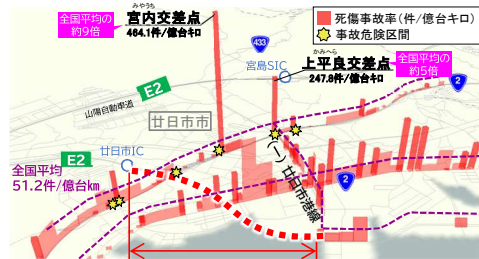 全国平均の
約9倍
みやうち
宮内交差点
464.1件/億台キロ
死傷事故率(件/億台キロ)
事故危険区間
433
宮島SIC
かみへら
上平良交差点
247.8件/億台キロ
全国平均の
約5倍
2
E2
山陽自動車道
廿日市市
廿日市IC
E2
全国平均
51.2件/億台km
(一)廿日市港線
2